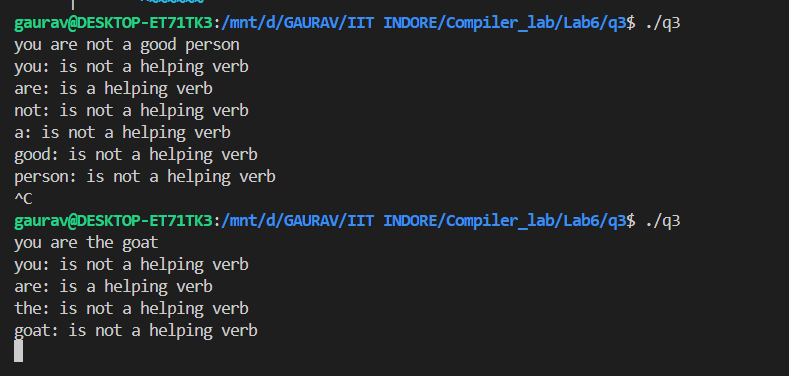 gaurav@DESKTOP-ET71TK3:/mnt/d/GAURAV/IIT INDORE/Compiler_lab/Lab6/q3$ ./q3
you are not a good person
you: is not a helping verb
are: is a helping verb
not: is not a helping verb
a: is not a helping verb
good: is not a helping verb
person: is not a helping verb
^C
gaurav@DESKTOP-ET71TK3:/mnt/d/GAURAV/IIT INDORE/Compiler_lab/Lab6/q3$ ./q3
you are the goat
you: is not a helping verb
are: is a helping verb
the: is not a helping verb
goat: is not a helping verb